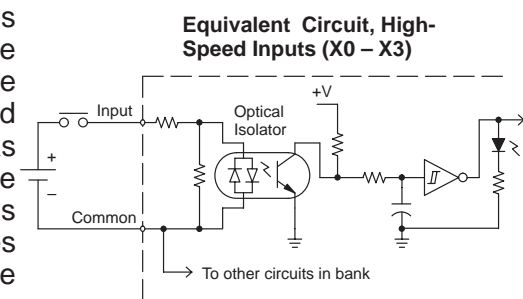 s
e
e
d
s
e
s
s
e
Equivalent Circuit, High-
Speed Inputs (X0 – X3)
+V
Input
Optical
Isolator
+
–
Common
To other circuits in bank